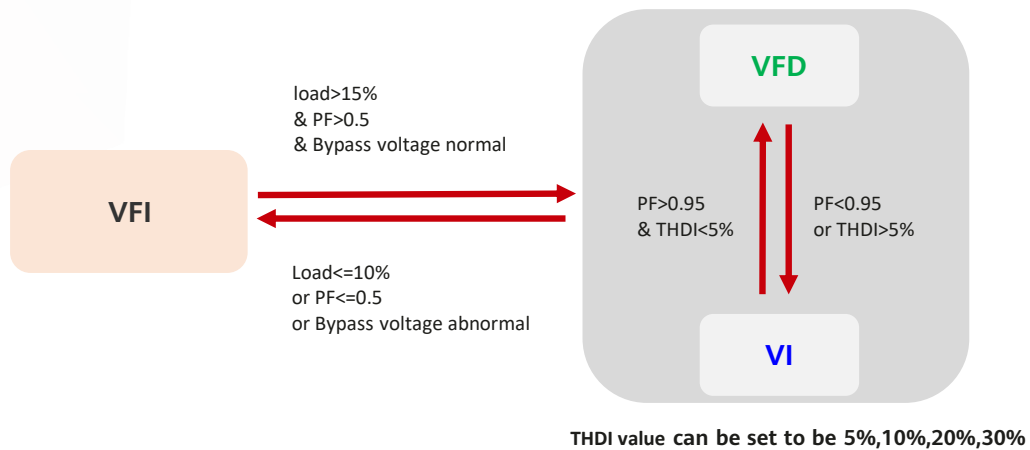 VFI
load>15%
& PF>0.5
& Bypass voltage normal
Load<=10%
or PF<=0.5
or Bypass voltage abnormal
VFD
PF>0.95
& THDI<5%
PF<0.95
or THDI>5%
VI
THDI value can be set to be 5%,10%,20%,30%